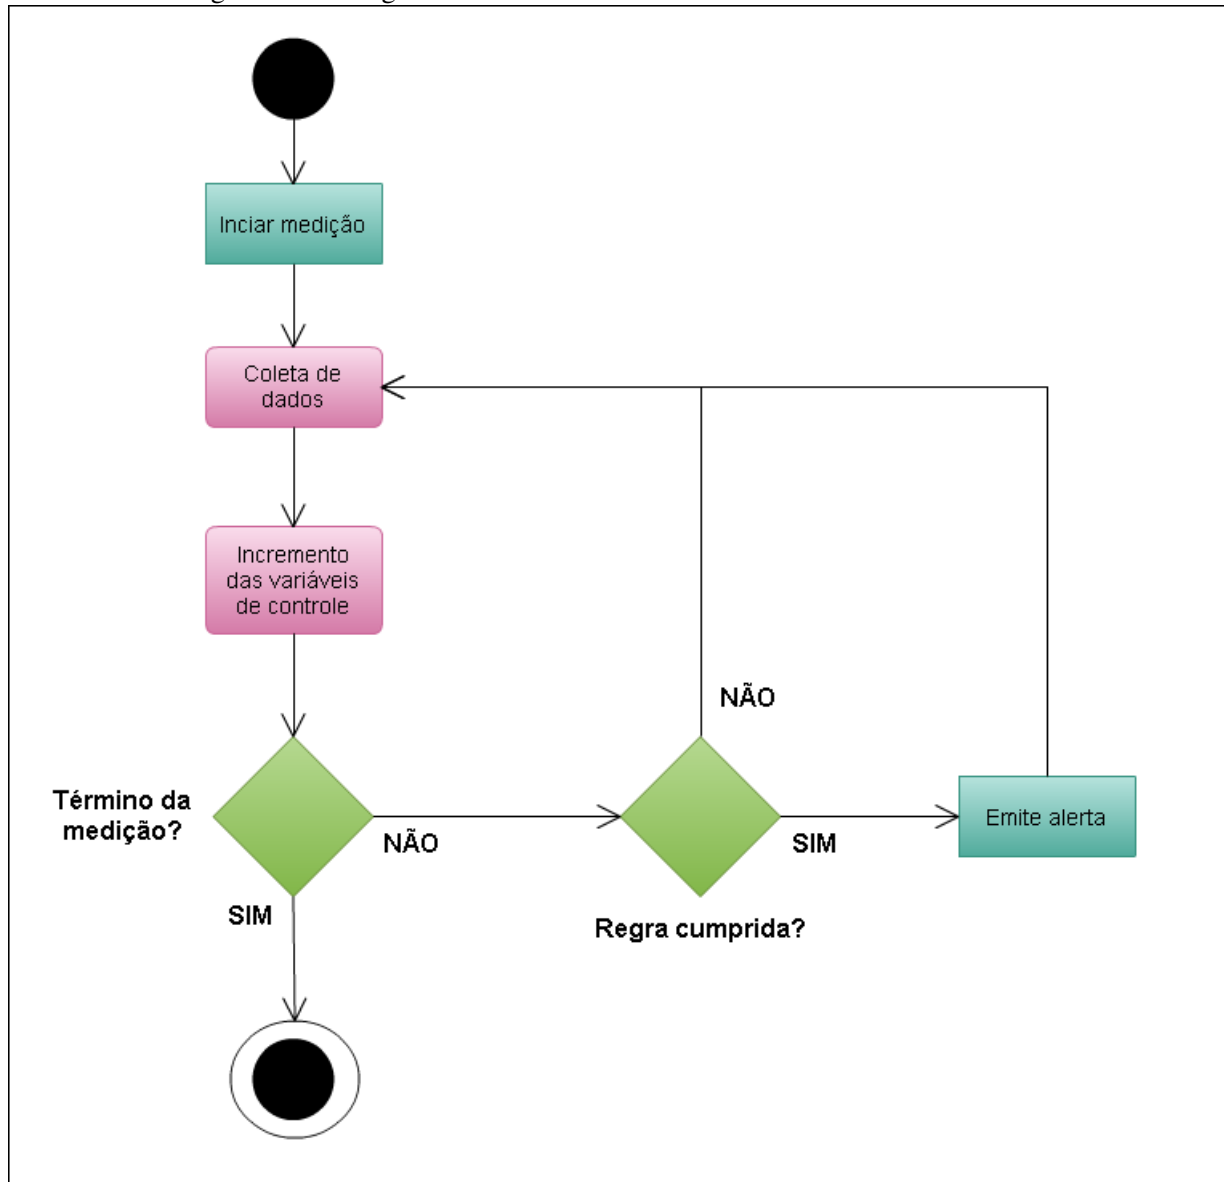 Inciar medição
Coleta de
dados
Incremento
das variáveis
de controle
NÃO
Término da
medição?
NÃO
SIM
Emite alerta
SIM
Regra cumprida?